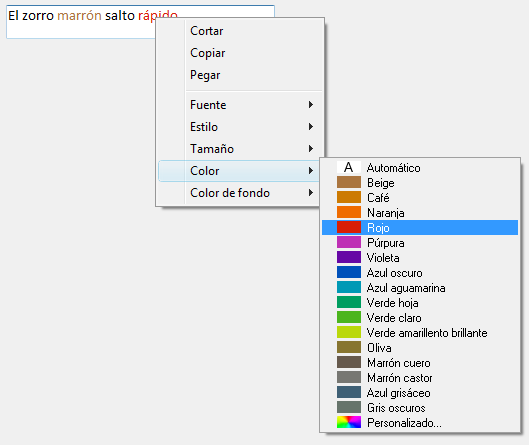 El zorro marrón salto rápido
Cortar
Copiar
Pegar
Fuente
Estilo
Tamaño
Color
Color de fondo
A Automático
Beige
Café
Naranja
Rojo
Púrpura
Violeta
Azul oscuro
Azul aguamarina
Verde hoja
Verde claro
Verde amarillento brillante
Oliva
Marrón cuero
Marrón castor
Azul grisáceo
Gris oscuros
Personalizado...